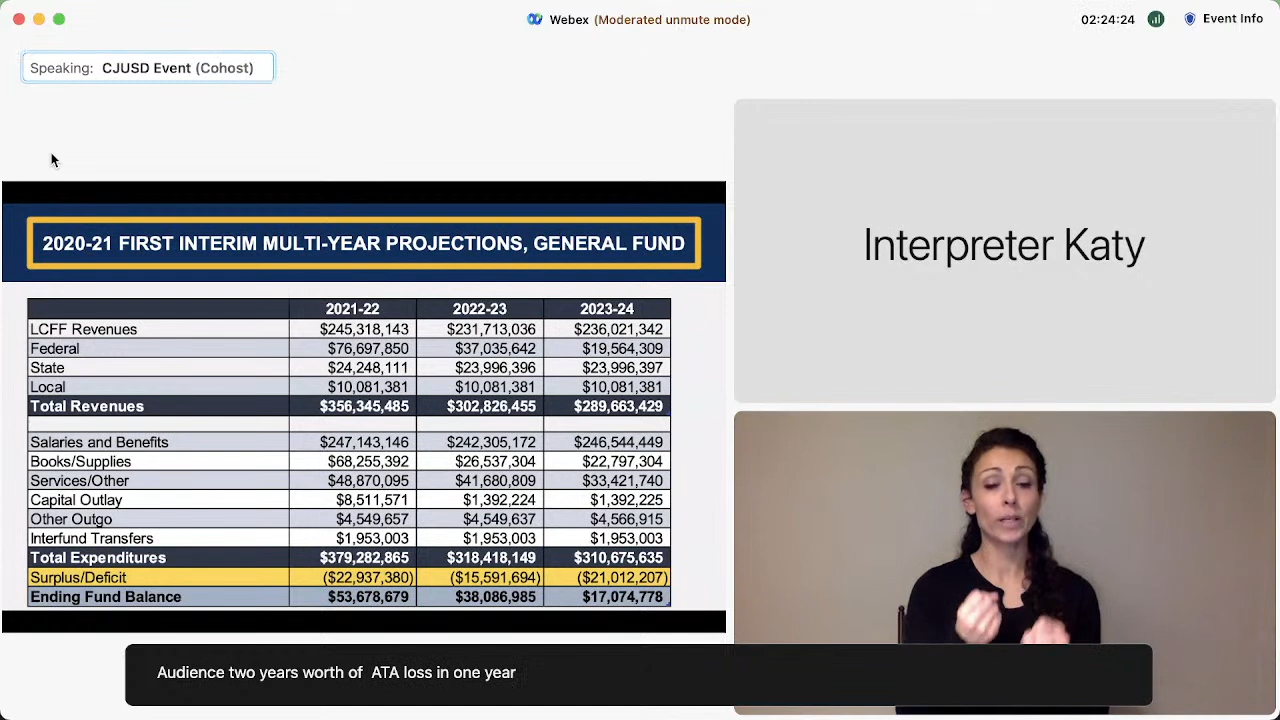 Webex (Moderated unmute mode)
02:24:24
Event Info
Speaking: CJUSD Event (Cohost)
2020-21 FIRST INTERIM MULTI-YEAR PROJECTIONS, GENERAL FUND
2021-22 2022-23 2023-24
LCFF Revenues $245,318,143 $231,713,036 $236,021,342
Federal $76,697,850 $37,035,642 $19,564,309
State $24,248,111 $23,996,396 $23,996,397
Local $10,081,381 $10,081,381 $10,081,381
Total Revenues $356,345,485 $302,826,455 $289,663,429
Salaries and Benefits $247,143,146 $242,305,172 $246,544,449
Books/Supplies $68,255,392 $26,537,304 $22,797,304
Services/Other $48,870,095 $41,680,809 $33,421,740
Capital Outlay $8,511,571 $1,392,224 $1,392,225
Other Outgo $4,549,657 $4,549,637 $4,566,915
Interfund Transfers $1,953,003 $1,953,003 $1,953,003
Total Expenditures $379,282,865 $318,418,149 $310,675,635
Surplus/Deficit ($22,937,380) ($15,591,694) ($21,012,207)
Ending Fund Balance $53,678,679 $38,086,985 $17,074,778
Interpreter Katy
Audience two years worth of ATA loss in one year